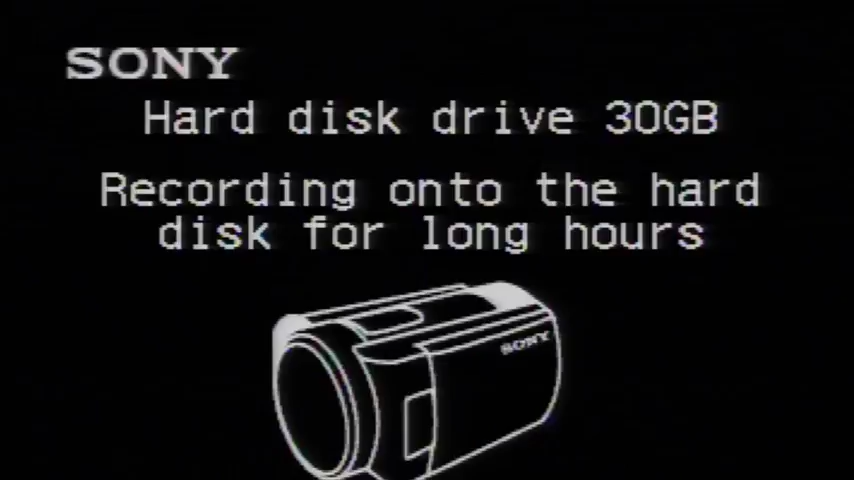 SONY
Hard disk drive 30GB
Recording onto the hard
disk for long hours
SONY